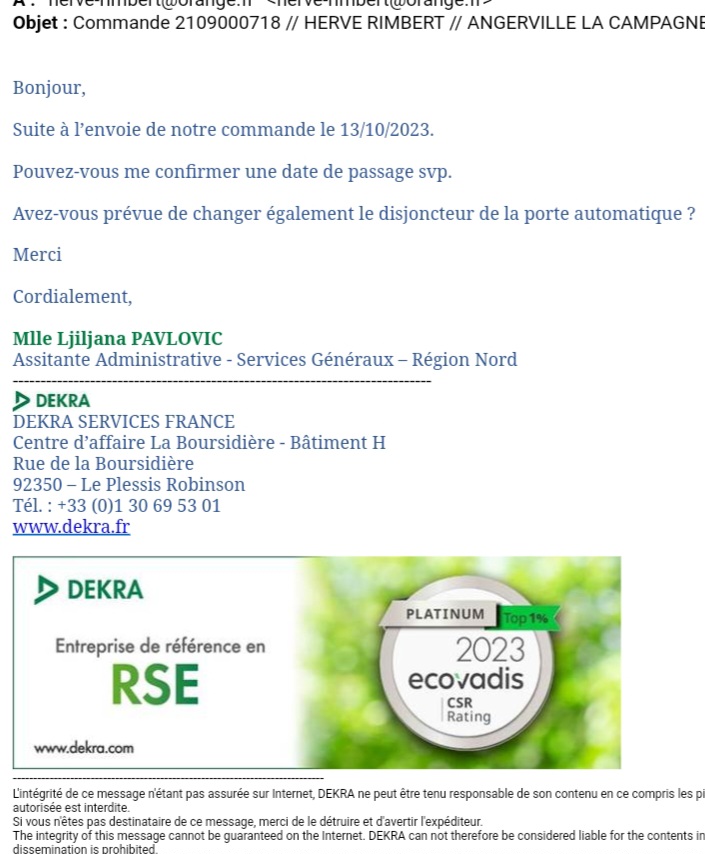 A : "herve-rimbert@orange.fr" <herve-rimbert@orange.fr>
Objet : Commande 2109000718 // HERVE RIMBERT // ANGERVILLE LA CAMPAGNE
Bonjour,
Suite à l’envoie de notre commande le 13/10/2023.
Pouvez-vous me confirmer une date de passage svp.
Avez-vous prévue de changer également le disjoncteur de la porte automatique ?
Merci
Cordialement,
Mlle Ljiljana PAVLOVIC
Assitante Administrative - Services Généraux – Région Nord
------------------------------------------------------------------------------
DEKRA
DEKRA SERVICES FRANCE
Centre d’affaire La Boursidière - Bâtiment H
Rue de la Boursidière
92350 – Le Plessis Robinson
Tél. : +33 (0)1 30 69 53 01
www.dekra.fr
DEKRA
Entreprise de référence en
RSE
www.dekra.com
PLATINUM Top 1%
2023
ecovadis
CSR
Rating
------------------------------------------------------------------------------
L'intégrité de ce message n'étant pas assurée sur Internet, DEKRA ne peut être tenu responsable de son contenu en ce compris les pi
autorisée est interdite.
Si vous n'êtes pas destinataire de ce message, merci de le détruire et d'avertir l'expéditeur.
The integrity of this message cannot be guaranteed on the Internet. DEKRA can not therefore be considered liable for the contents in
dissemination is prohibited.